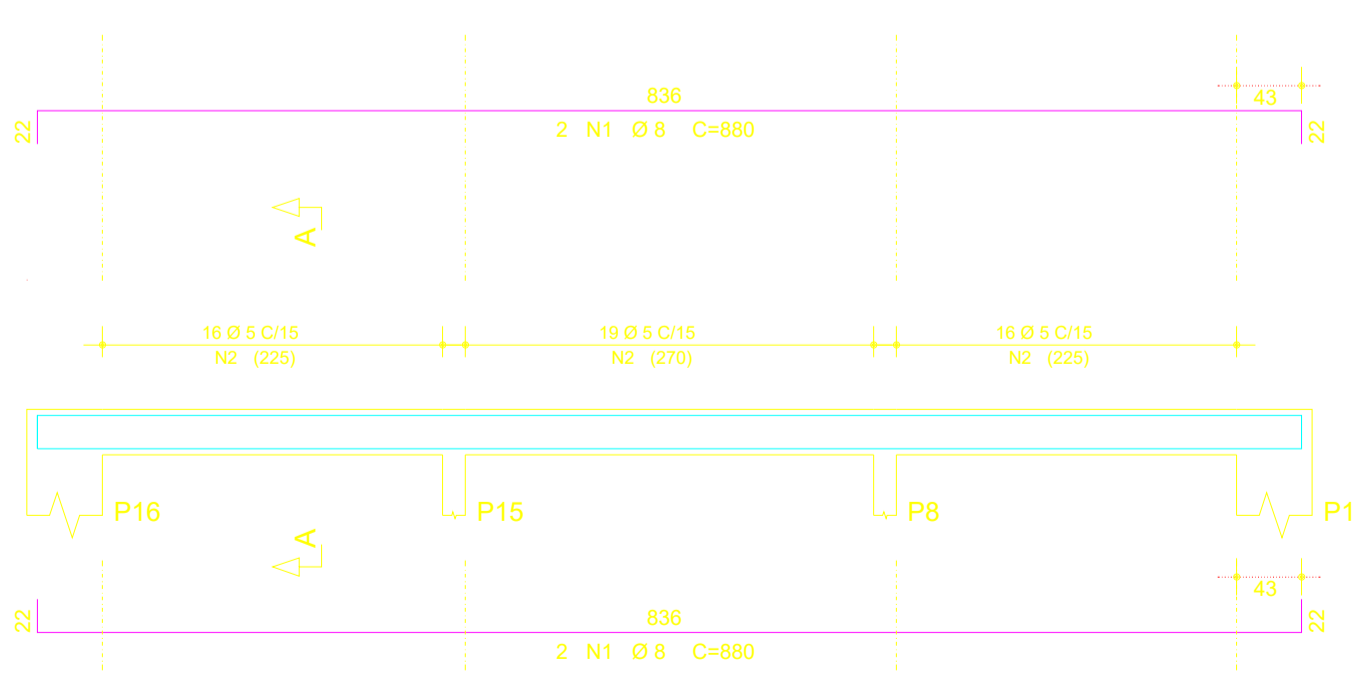 836
43
22
2 N1 Ø 8 C=880
22
A
16 Ø 5 C/15
19 Ø 5 C/15
16 Ø 5 C/15
N2 (225)
N2 (270)
N2 (225)
P16
P15
P8
P1
A
43
22
836
22
2 N1 Ø 8 C=880